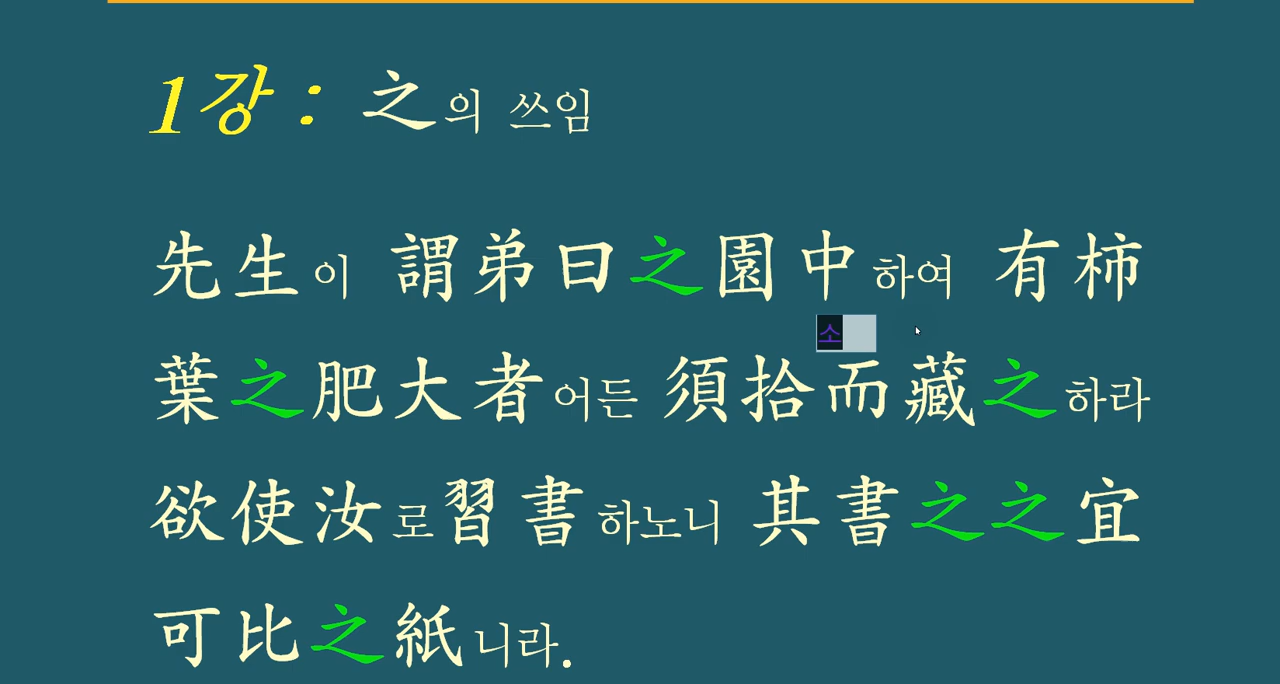 1강 : 之의 쓰임
先生이 謂弟曰之園中하여 有柿
소
葉之肥大者어든 須拾而藏之하라
欲使汝로習書하노니 其書之之宜
可比之紙니라.